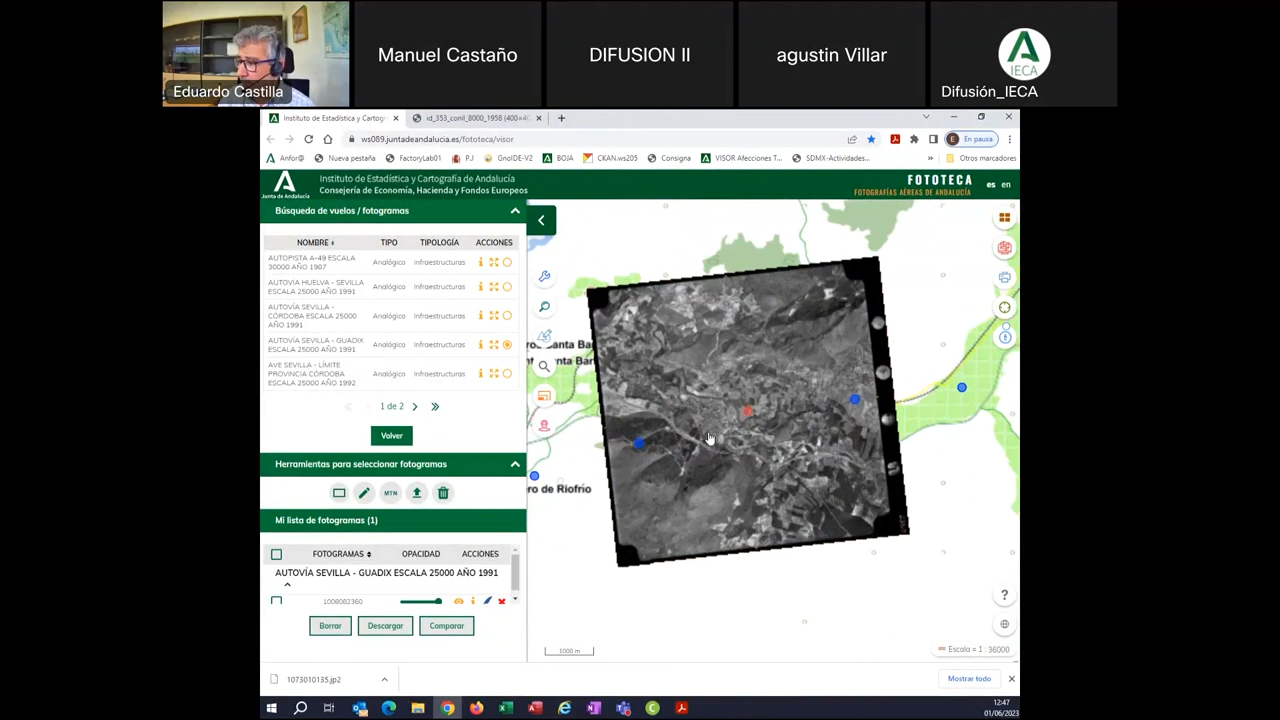 Eduardo Castilla
Manuel Castaño
DIFUSION II
agustin Villar
IECA
Difusión_IECA
Instituto de Estadística y Cartogr
id_353_conil_8000_1958 (400×40
ws089.juntadeandalucia.es/fototeca/visor
E
En pausa
Anfor@
Nueva pestaña
FactoryLab01
PJ
GnoIDE-V2
BOJA
CKAN.ws205
Consigna
VISOR Afecciones T...
SDMX-Actividades...
»
Otros marcadores
Junta de Andalucía
Instituto de Estadística y Cartografía de Andalucía
Consejería de Economía, Hacienda y Fondos Europeos
FOTOTECA
FOTOGRAFÍAS AÉREAS DE ANDALUCÍA
es en
Búsqueda de vuelos / fotogramas
NOMBRE TIPO TIPOLOGÍA ACCIONES
AUTOPISTA A-49 ESCALA
30000 AÑO 1987
Analógico Infraestructuras
AUTOVÍA HUELVA - SEVILLA
ESCALA 25000 AÑO 1991
Analógico Infraestructuras
AUTOVÍA SEVILLA -
CÓRDOBA ESCALA 25000
AÑO 1991
Analógico Infraestructuras
AUTOVÍA SEVILLA - GUADIX
ESCALA 25000 AÑO 1991
Analógico Infraestructuras
AVE SEVILLA - LÍMITE
PROVINCIA CÓRDOBA
ESCALA 25000 AÑO 1992
Analógico Infraestructuras
1 de 2
Volver
Herramientas para seleccionar fotogramas
MTN
Mi lista de fotogramas (1)
FOTOGRAMAS OPACIDAD ACCIONES
AUTOVÍA SEVILLA - GUADIX ESCALA 25000 AÑO 1991
1008082360
Borrar
Descargar
Comparar
ro de Riofrío
1000 m
?
Escala = 1 : 36000
1073010135.jp2
Mostrar todo
12:47
01/06/2023